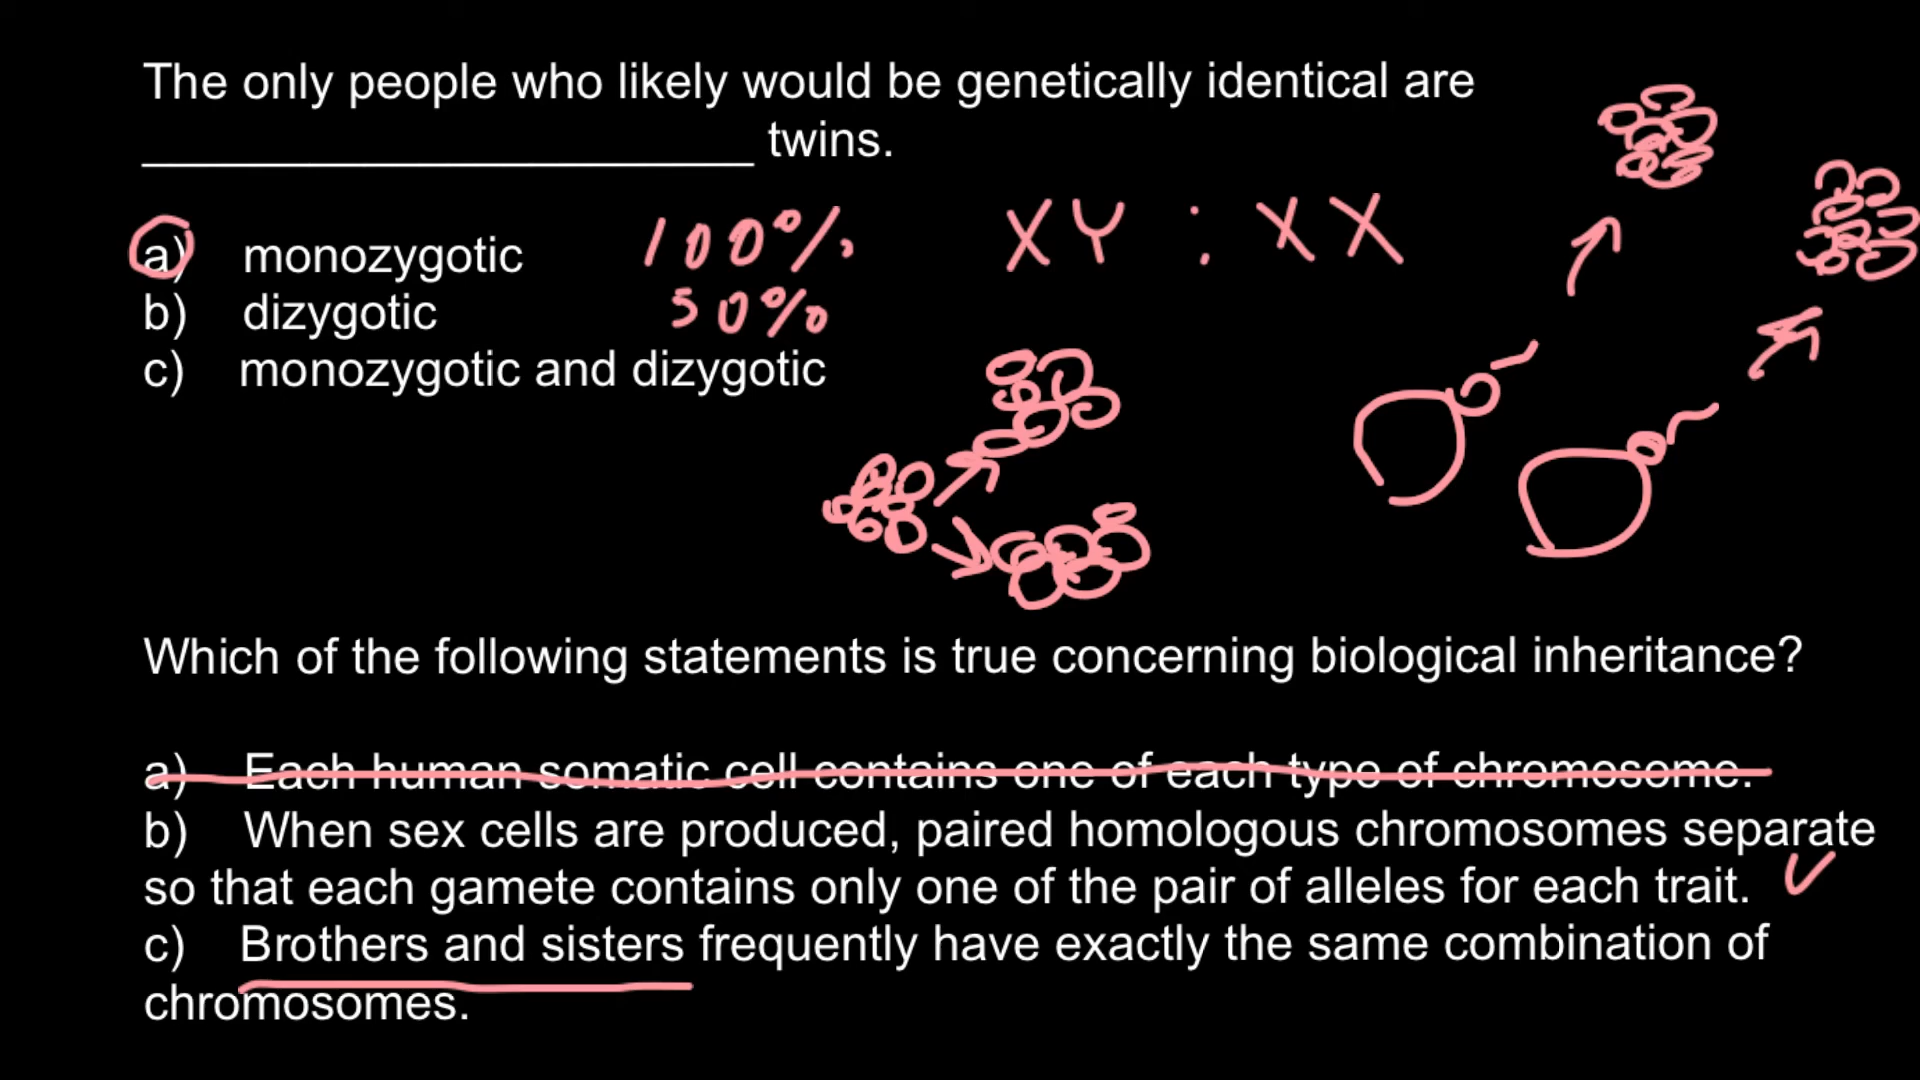 The only people who likely would be genetically identical are
______________________ twins.
a) monozygotic 100% XY : XX
b) dizygotic 50%
c) monozygotic and dizygotic
Which of the following statements is true concerning biological inheritance?
a) Each human somatic cell contains one of each type of chromosome.
b) When sex cells are produced, paired homologous chromosomes separate
so that each gamete contains only one of the pair of alleles for each trait.
c) Brothers and sisters frequently have exactly the same combination of
chromosomes.